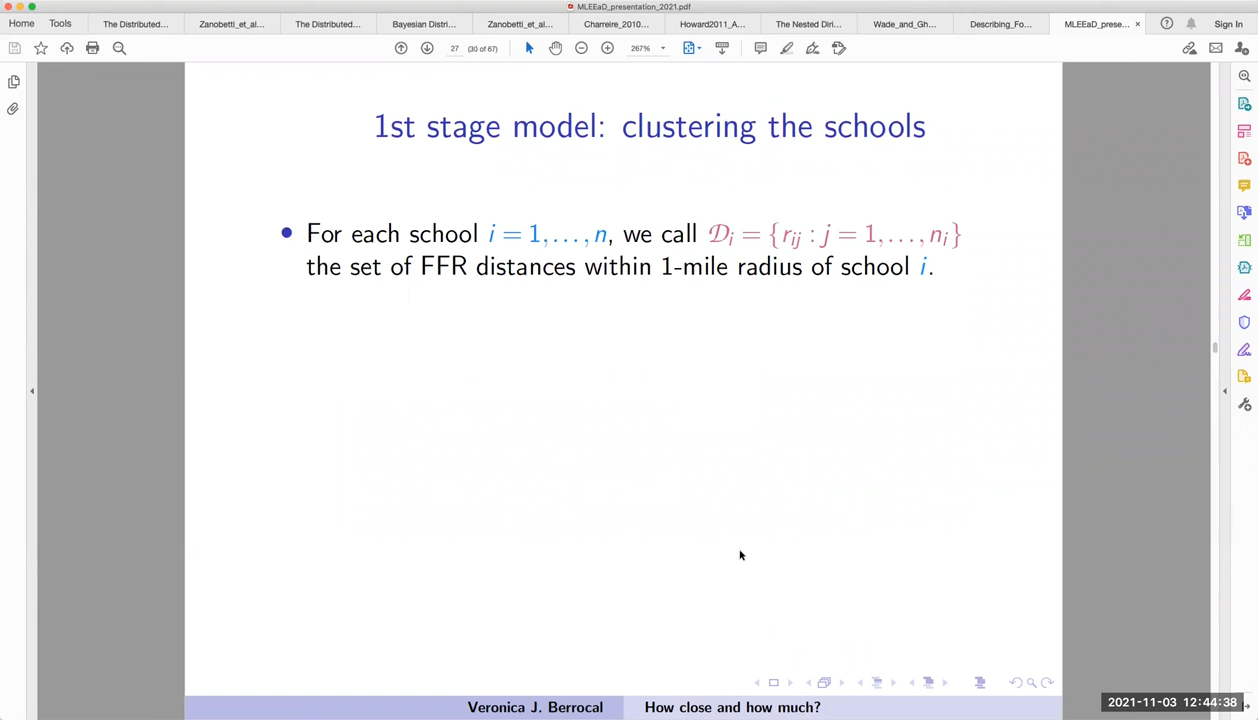 MLEEaD_presentation_2021.pdf
Home Tools The Distributed... Zanobetti_et_al... The Distributed... Bayesian Distri... Zanobetti_et_al... Charreire_2010... Howard2011_A... The Nested Diri... Wade_and_Gh... Describing_Fo... MLEEaD_prese... × Sign In
27 (30 of 67) 267%
1st stage model: clustering the schools
• For each school i = 1, . . . , n, we call 𝒟ᵢ = {rᵢⱼ : j = 1, . . . , nᵢ}
the set of FFR distances within 1-mile radius of school i.
Veronica J. Berrocal How close and how much?
2021-11-03 12:44:38